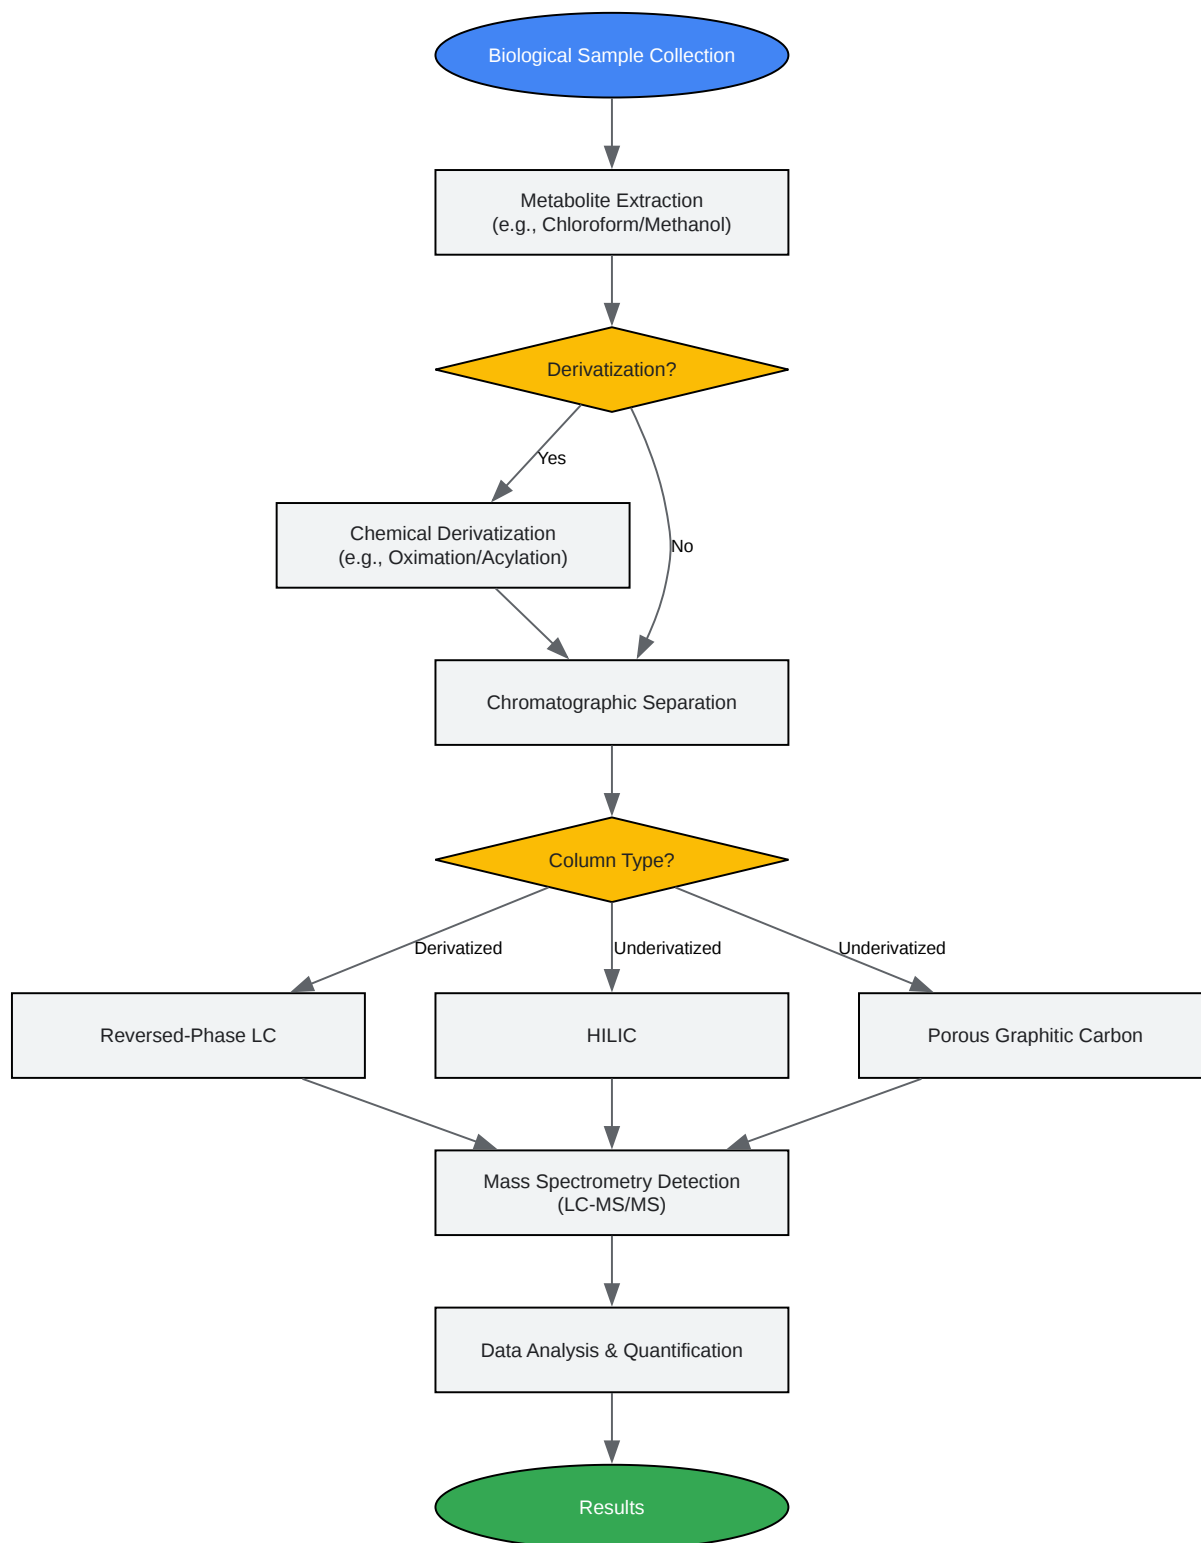 Biological Sample Collection
Metabolite Extraction
(e.g., Chloroform/Methanol)
Derivatization?
Yes
Chemical Derivatization
(e.g., Oximation/Acylation)
No
Chromatographic Separation
Column Type?
Derivatized
Underivatized
Underivatized
Reversed-Phase LC
HILIC
Porous Graphitic Carbon
Mass Spectrometry Detection
(LC-MS/MS)
Data Analysis & Quantification
Results